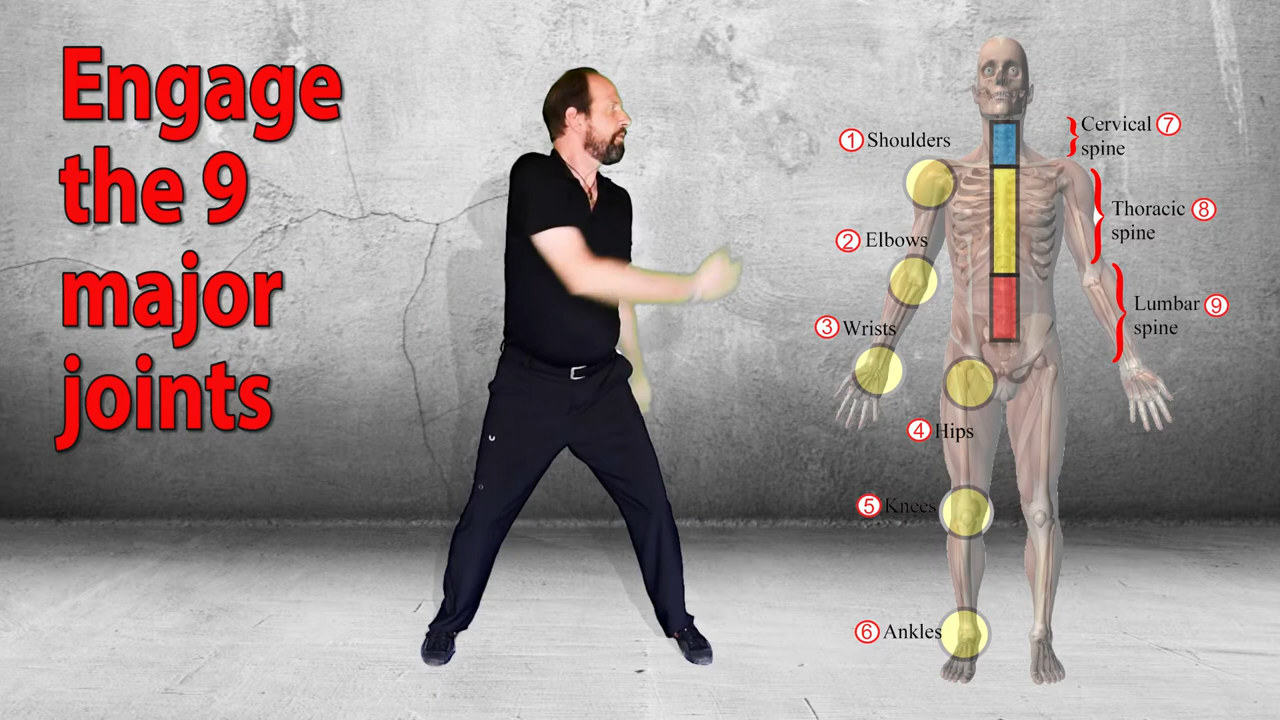 Engage
the 9
major
joints
1 Shoulders
2 Elbows
3 Wrists
4 Hips
5 Knees
6 Ankles
Cervical 7
spine
Thoracic 8
spine
Lumbar 9
spine